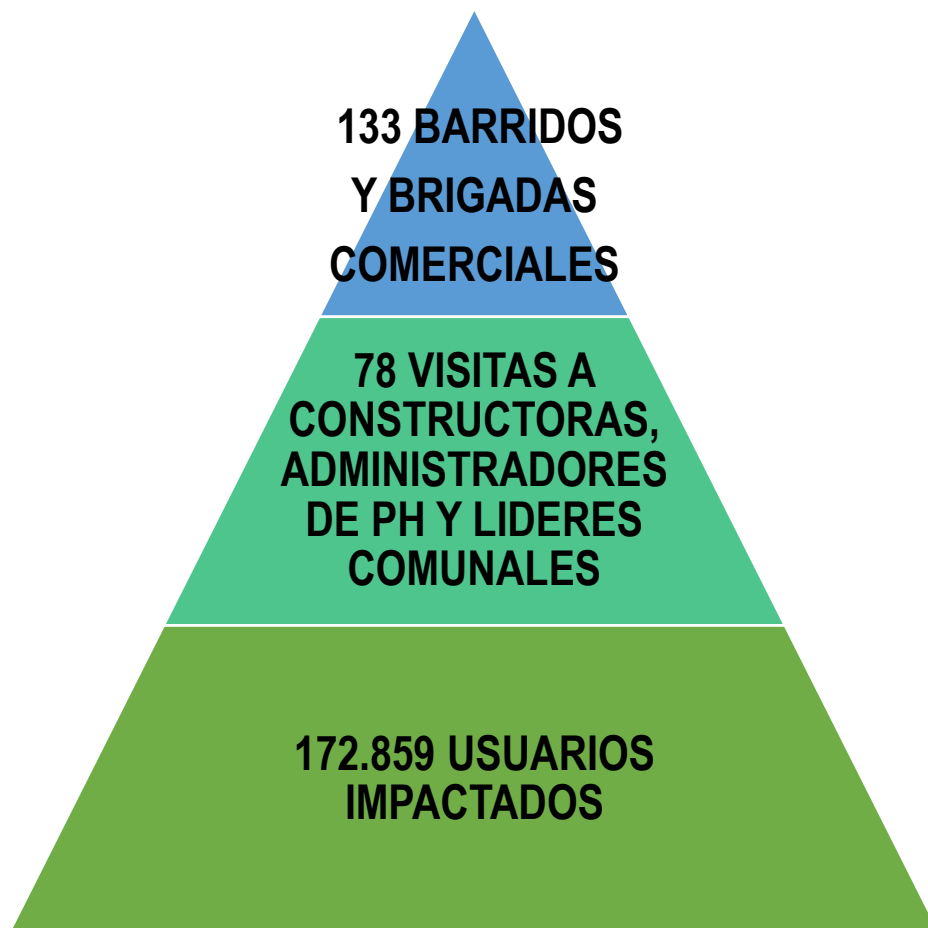 133 BARRIDOS
Y BRIGADAS
COMERCIALES
78 VISITAS A
CONSTRUCTORAS,
ADMINISTRADORES
DE PH Y LIDERES
COMUNALES
172.859 USUARIOS
IMPACTADOS